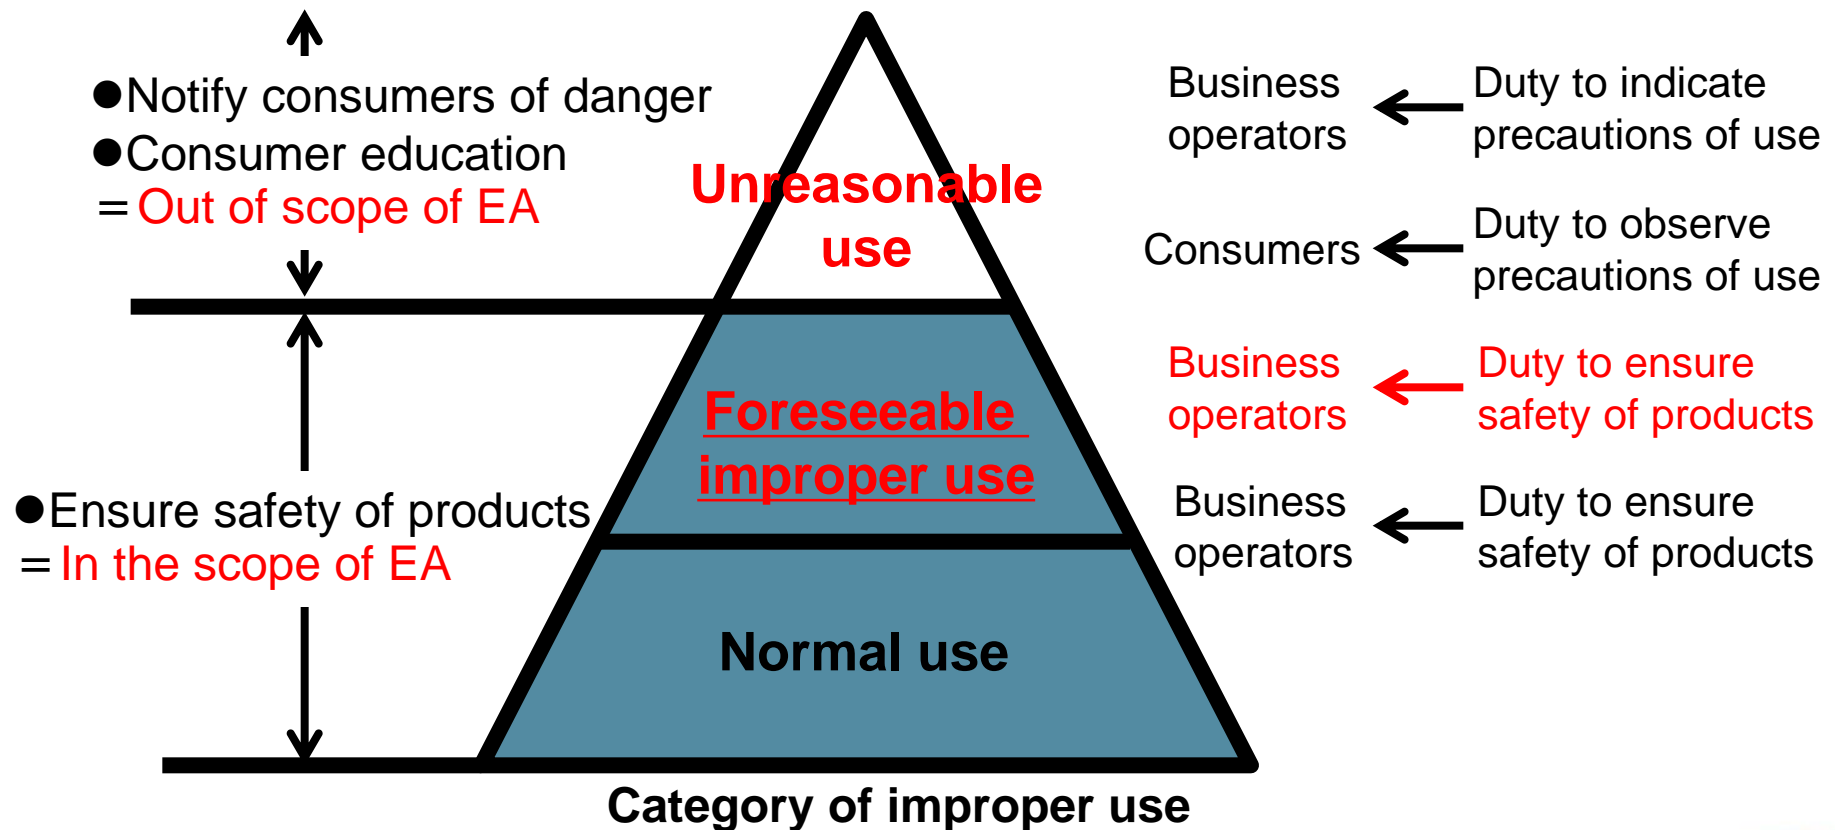 ●Notify consumers of danger
●Consumer education
＝Out of scope of EA
●Ensure safety of products
＝In the scope of EA
Unreasonable
use
Foreseeable
improper use
Normal use
Category of improper use
Business
operators
Duty to indicate
precautions of use
Consumers
Duty to observe
precautions of use
Business
operators
Duty to ensure
safety of products
Business
operators
Duty to ensure
safety of products